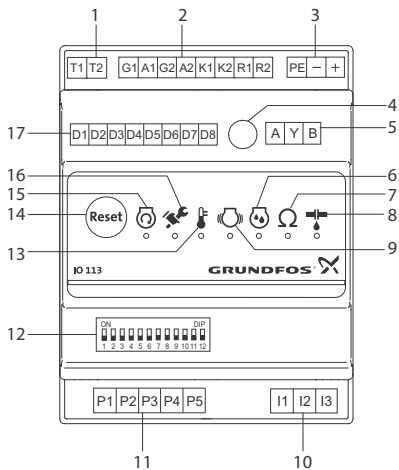 1 2 3
T1 T2 G1 A1 G2 A2 K1 K2 R1 R2 PE − +
4
17 D1 D2 D3 D4 D5 D6 D7 D8 A Y B 5
16 6
15 7
14 Reset 8
13 9
IO 113 GRUNDFOS
ON DIP
12
1 2 3 4 5 6 7 8 9 10 11 12
P1 P2 P3 P4 P5 I1 I2 I3
11 10